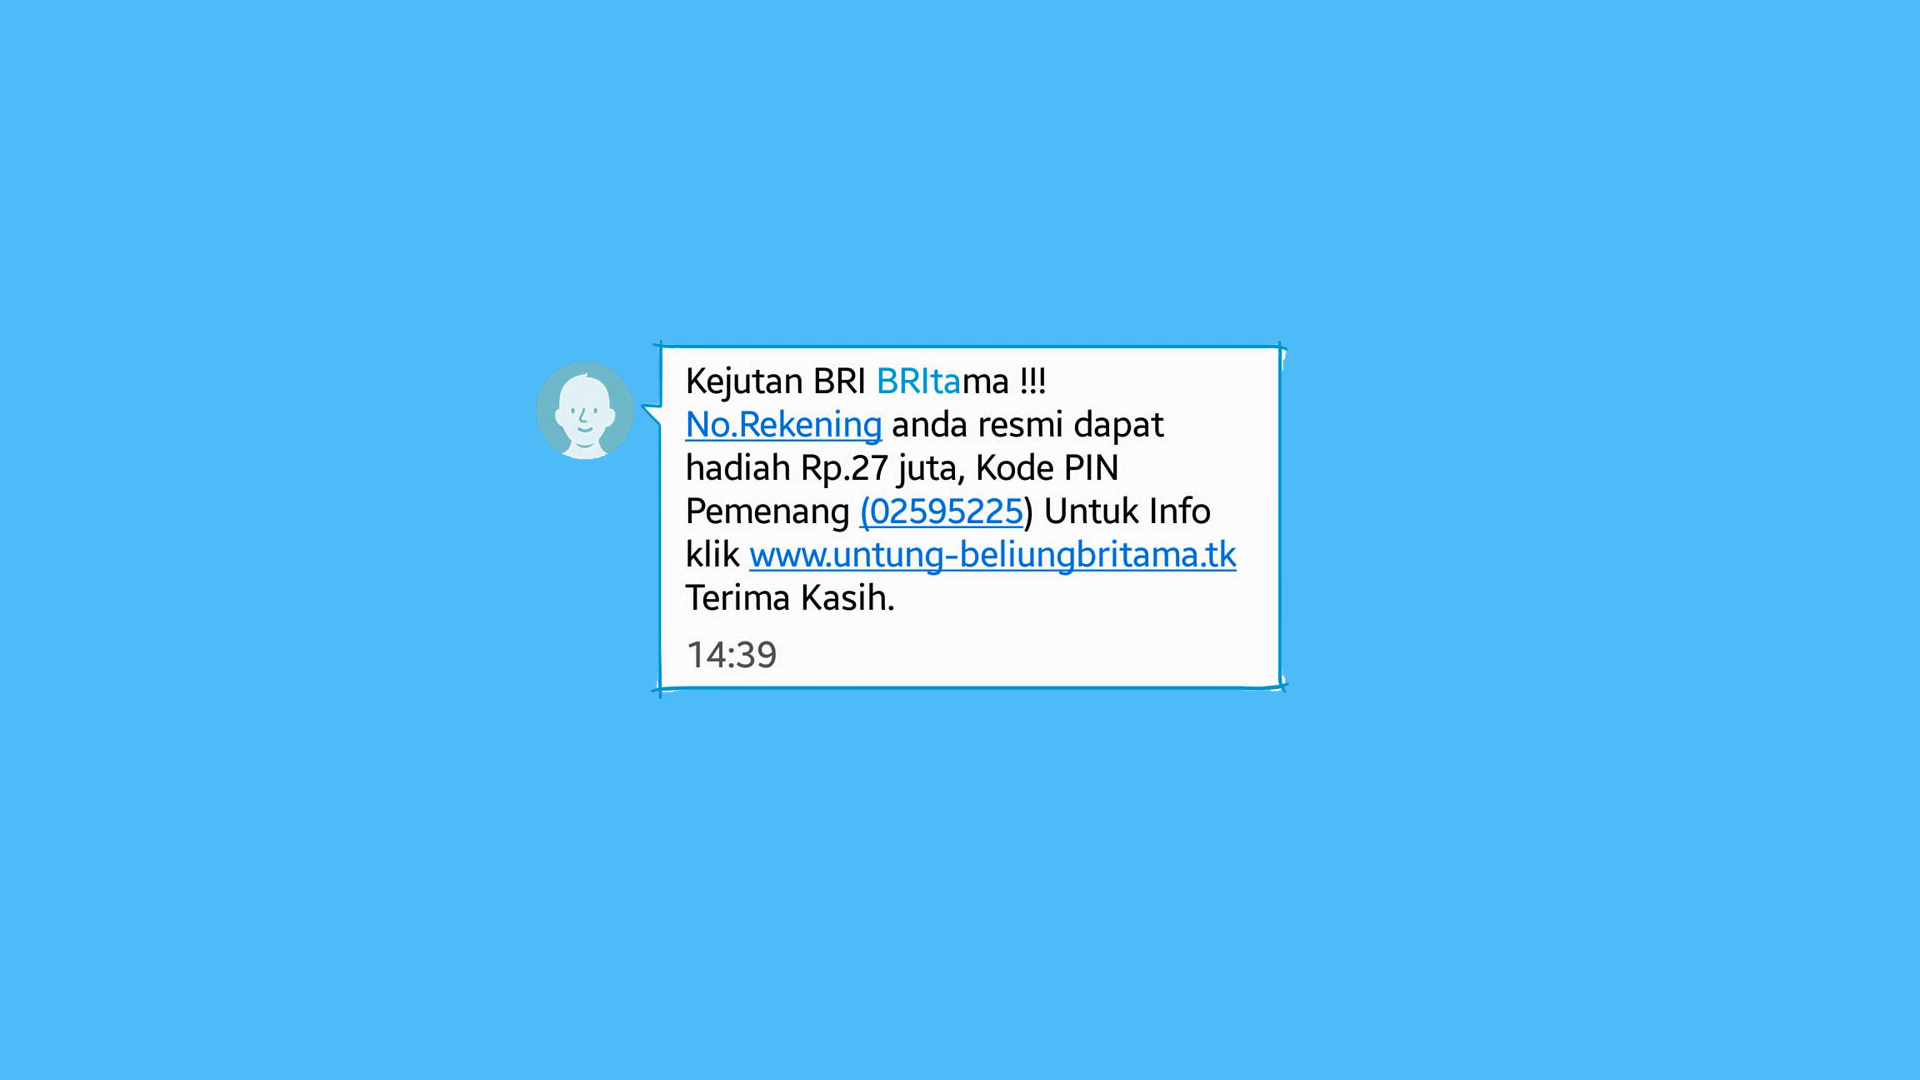 Kejutan BRI BRItama !!!
No.Rekening anda resmi dapat
hadiah Rp.27 juta, Kode PIN
Pemenang (02595225) Untuk Info
klik www.untung-beliungbritama.tk
Terima Kasih.
14:39